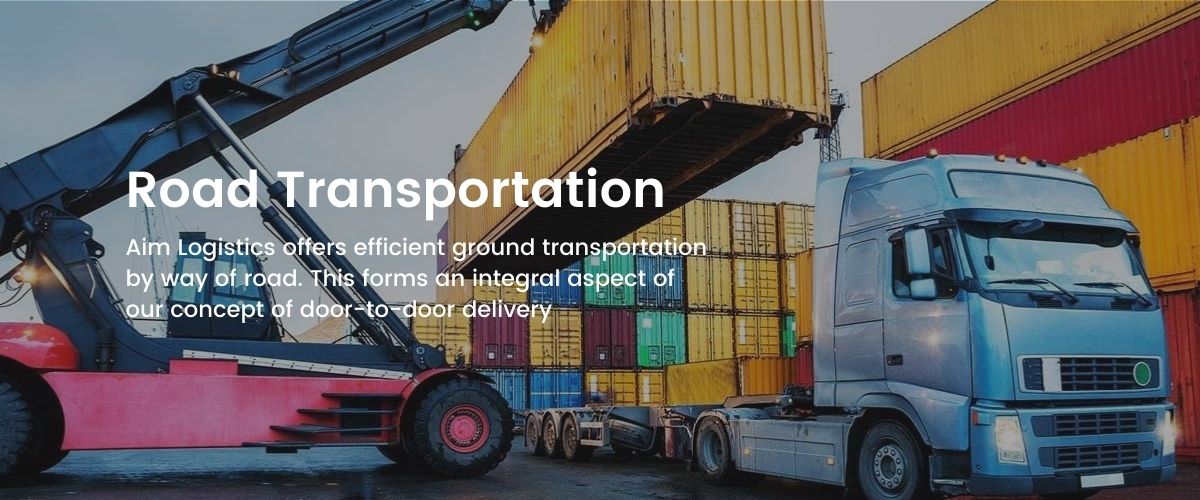 Road Transportation
Aim Logistics offers efficient ground transportation
by way of road. This forms an integral aspect of
our concept of door-to-door delivery